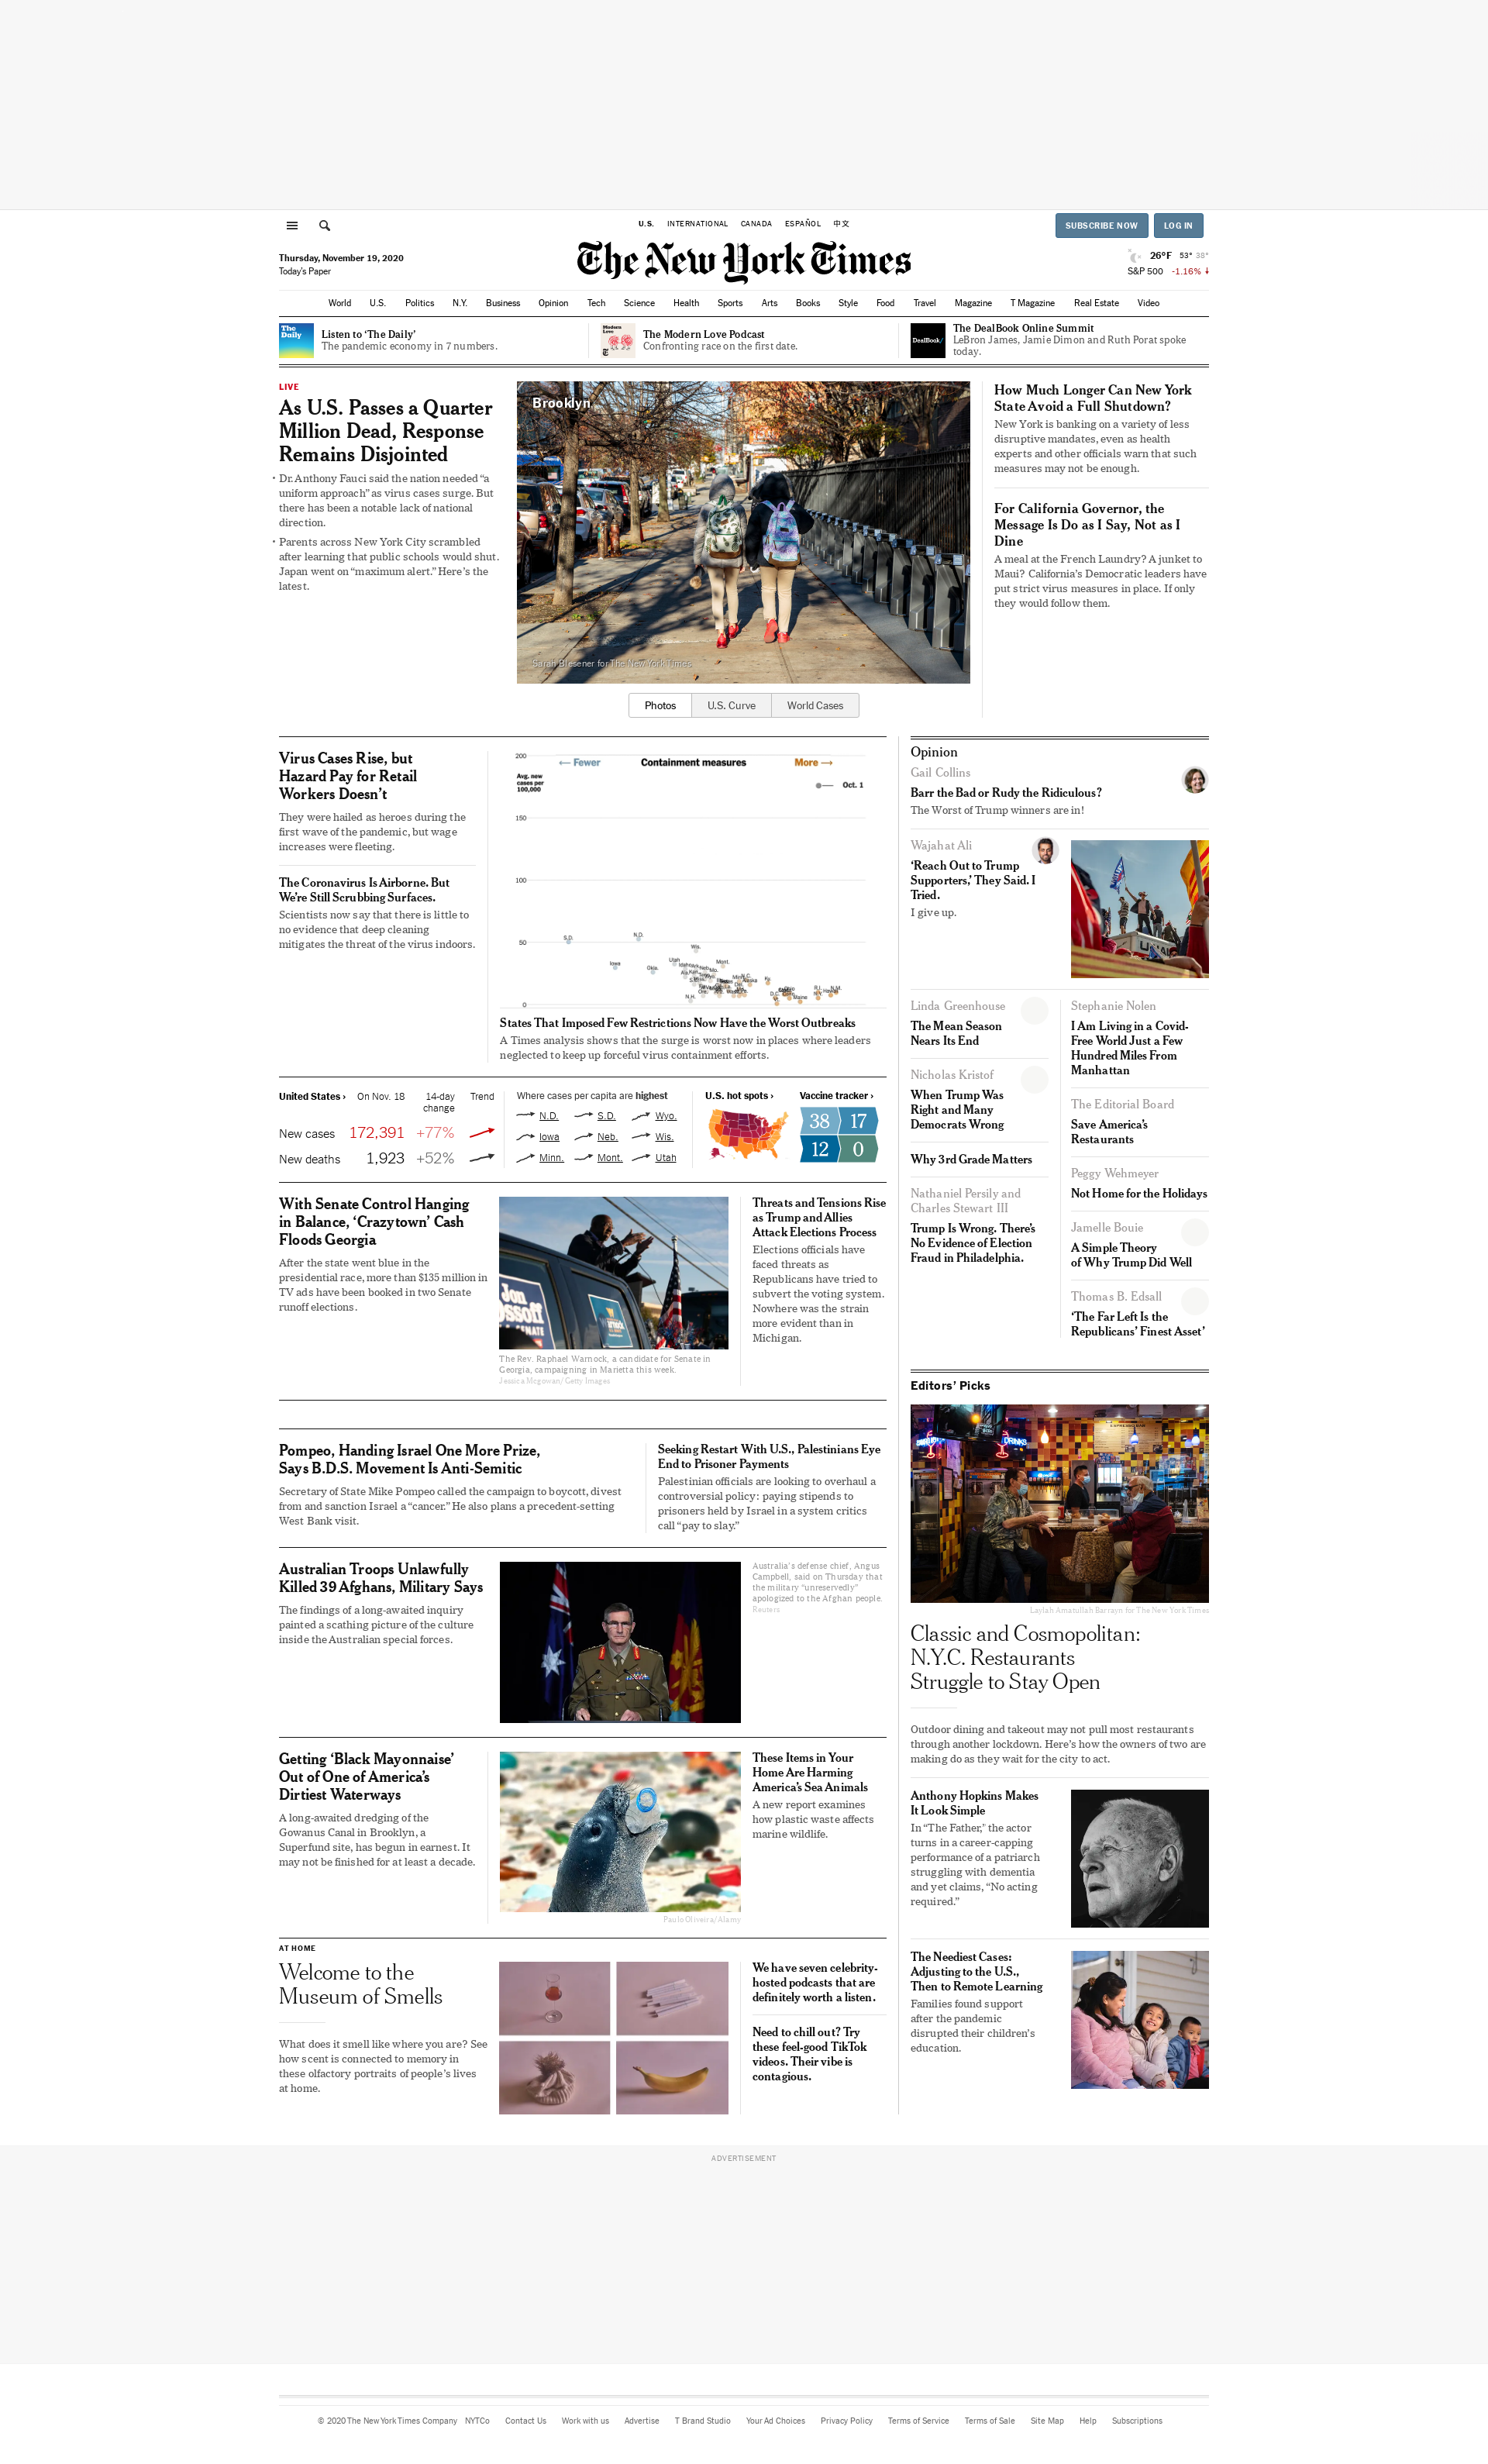 U.S. INTERNATIONAL CANADA ESPAÑOL 中文
SUBSCRIBE NOW LOG IN
Thursday, November 19, 2020
Today's Paper
The New York Times
26°F 53° 38°
S&P 500 -1.16%
World U.S. Politics N.Y. Business Opinion Tech Science Health Sports Arts Books Style Food Travel Magazine T Magazine Real Estate Video
The Daily
Listen to ‘The Daily’
The pandemic economy in 7 numbers.
Modern Love
The Modern Love Podcast
Confronting race on the first date.
DealBook/
The DealBook Online Summit
LeBron James, Jamie Dimon and Ruth Porat spoke
today.
LIVE
As U.S. Passes a Quarter
Million Dead, Response
Remains Disjointed
• Dr. Anthony Fauci said the nation needed “a
uniform approach” as virus cases surge. But
there has been a notable lack of national
direction.
• Parents across New York City scrambled
after learning that public schools would shut.
Japan went on “maximum alert.” Here’s the
latest.
Brooklyn
Sarah Blesener for The New York Times
Photos U.S. Curve World Cases
How Much Longer Can New York
State Avoid a Full Shutdown?
New York is banking on a variety of less
disruptive mandates, even as health
experts and other officials warn that such
measures may not be enough.
For California Governor, the
Message Is Do as I Say, Not as I
Dine
A meal at the French Laundry? A junket to
Maui? California’s Democratic leaders have
put strict virus measures in place. If only
they would follow them.
Virus Cases Rise, but
Hazard Pay for Retail
Workers Doesn’t
They were hailed as heroes during the
first wave of the pandemic, but wage
increases were fleeting.
The Coronavirus Is Airborne. But
We’re Still Scrubbing Surfaces.
Scientists now say that there is little to
no evidence that deep cleaning
mitigates the threat of the virus indoors.
200
← Fewer Containment measures More →
Avg. new
cases per
100,000
Oct. 1
150
100
50
0
S.D.
N.D.
Wis.
Iowa
Okla.
Utah
Mont.
N.H.
Maine
N.M.
States That Imposed Few Restrictions Now Have the Worst Outbreaks
A Times analysis shows that the surge is worst now in places where leaders
neglected to keep up forceful virus containment efforts.
United States › On Nov. 18 14-day
change Trend
New cases 172,391 +77%
New deaths 1,923 +52%
Where cases per capita are highest
N.D. S.D. Wyo.
Iowa Neb. Wis.
Minn. Mont. Utah
U.S. hot spots ›
Vaccine tracker ›
38 17
12 0
With Senate Control Hanging
in Balance, ‘Crazytown’ Cash
Floods Georgia
After the state went blue in the
presidential race, more than $135 million in
TV ads have been booked in two Senate
runoff elections.
Jon
The Rev. Raphael Warnock, a candidate for Senate in
Georgia, campaigning in Marietta this week.
Jessica Mcgowan/Getty Images
Threats and Tensions Rise
as Trump and Allies
Attack Elections Process
Elections officials have
faced threats as
Republicans have tried to
subvert the voting system.
Nowhere was the strain
more evident than in
Michigan.
Pompeo, Handing Israel One More Prize,
Says B.D.S. Movement Is Anti-Semitic
Secretary of State Mike Pompeo called the campaign to boycott, divest
from and sanction Israel a “cancer.” He also plans a precedent-setting
West Bank visit.
Seeking Restart With U.S., Palestinians Eye
End to Prisoner Payments
Palestinian officials are looking to overhaul a
controversial policy: paying stipends to
prisoners held by Israel in a system critics
call “pay to slay.”
Australian Troops Unlawfully
Killed 39 Afghans, Military Says
The findings of a long-awaited inquiry
painted a scathing picture of the culture
inside the Australian special forces.
Australia’s defense chief, Angus
Campbell, said on Thursday that
the military “unreservedly”
apologized to the Afghan people.
Reuters
Getting ‘Black Mayonnaise’
Out of One of America’s
Dirtiest Waterways
A long-awaited dredging of the
Gowanus Canal in Brooklyn, a
Superfund site, has begun in earnest. It
may not be finished for at least a decade.
Paulo Oliveira/Alamy
These Items in Your
Home Are Harming
America’s Sea Animals
A new report examines
how plastic waste affects
marine wildlife.
AT HOME
Welcome to the
Museum of Smells
What does it smell like where you are? See
how scent is connected to memory in
these olfactory portraits of people’s lives
at home.
We have seven celebrity-
hosted podcasts that are
definitely worth a listen.
Need to chill out? Try
these feel-good TikTok
videos. Their vibe is
contagious.
Opinion
Gail Collins
Barr the Bad or Rudy the Ridiculous?
The Worst of Trump winners are in!
Wajahat Ali
‘Reach Out to Trump
Supporters,’ They Said. I
Tried.
I give up.
Linda Greenhouse
The Mean Season
Nears Its End
Nicholas Kristof
When Trump Was
Right and Many
Democrats Wrong
Why 3rd Grade Matters
Nathaniel Persily and
Charles Stewart III
Trump Is Wrong. There’s
No Evidence of Election
Fraud in Philadelphia.
Stephanie Nolen
I Am Living in a Covid-
Free World Just a Few
Hundred Miles From
Manhattan
The Editorial Board
Save America’s
Restaurants
Peggy Wehmeyer
Not Home for the Holidays
Jamelle Bouie
A Simple Theory
of Why Trump Did Well
Thomas B. Edsall
‘The Far Left Is the
Republicans’ Finest Asset’
Editors’ Picks
DRINKS
Laylah Amatullah Barrayn for The New York Times
Classic and Cosmopolitan:
N.Y.C. Restaurants
Struggle to Stay Open
Outdoor dining and takeout may not pull most restaurants
through another lockdown. Here’s how the owners of two are
making do as they wait for the city to act.
Anthony Hopkins Makes
It Look Simple
In “The Father,” the actor
turns in a career-capping
performance of a patriarch
struggling with dementia
and yet claims, “No acting
required.”
The Neediest Cases:
Adjusting to the U.S.,
Then to Remote Learning
Families found support
after the pandemic
disrupted their children’s
education.
ADVERTISEMENT
© 2020 The New York Times Company NYTCo Contact Us Work with us Advertise T Brand Studio Your Ad Choices Privacy Policy Terms of Service Terms of Sale Site Map Help Subscriptions